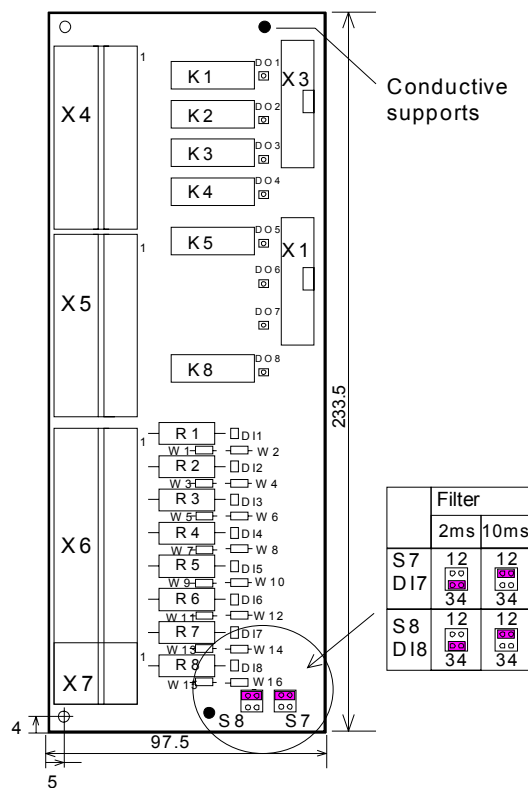 DO1
1
K1
X3
X4
Conductive
supports
DO2
K2
DO3
K3
DO4
K4
1
DO5
K5
X1
DO6
X5
DO7
DO8
K8
233.5
1
R1
DI1
W1
W2
R2
DI2
W3
W4
R3
DI3
W5
W6
R4
DI4
W7
W8
X6
R5
DI5
W9
W10
R6
DI6
W11
W12
R7
DI7
W13
W14
1
R8
DI8
X7
W15
W16
S8
S7
4
97.5
5
Filter
2ms 10ms
S7 12 12
DI7 34 34
S8 12 12
DI8 34 34